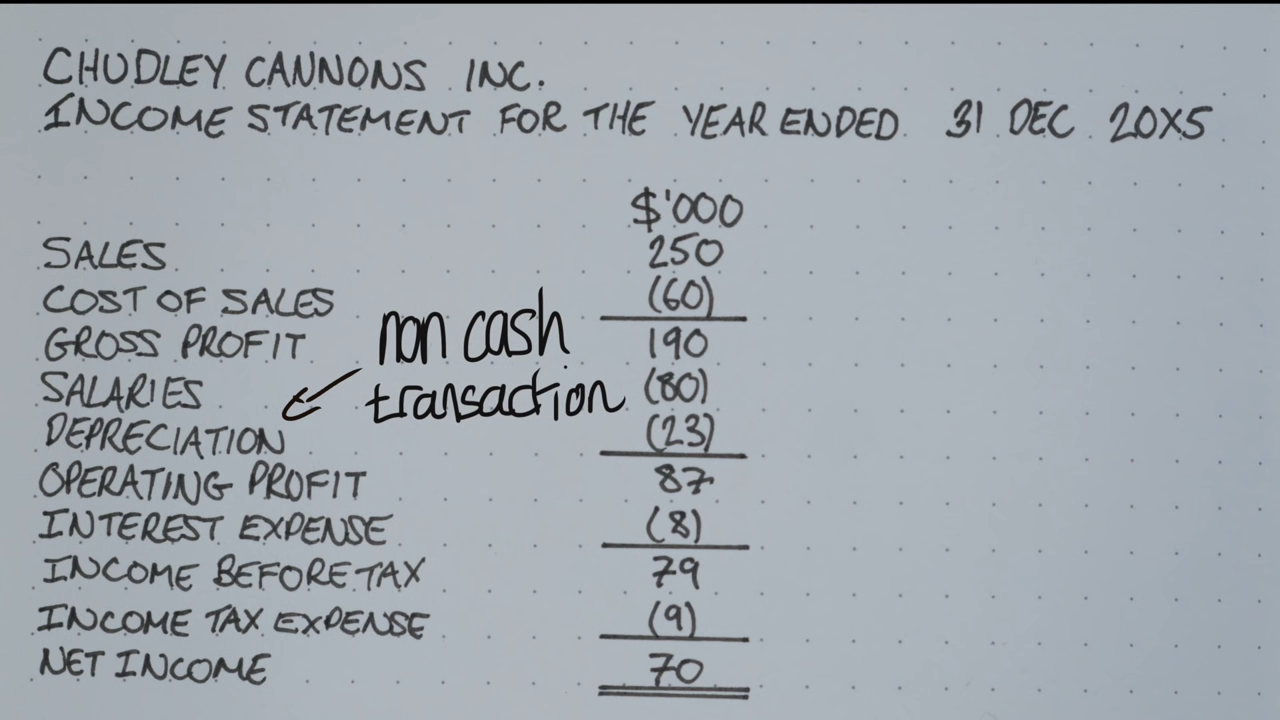 CHUDLEY CANNONS INC.
INCOME STATEMENT FOR THE YEAR ENDED 31 DEC 20X5
$'000
SALES 250
COST OF SALES (60)
GROSS PROFIT 190
non cash
transaction
SALARIES (80)
DEPRECIATION (23)
OPERATING PROFIT 87
INTEREST EXPENSE (8)
INCOME BEFORE TAX 79
INCOME TAX EXPENSE (9)
NET INCOME 70